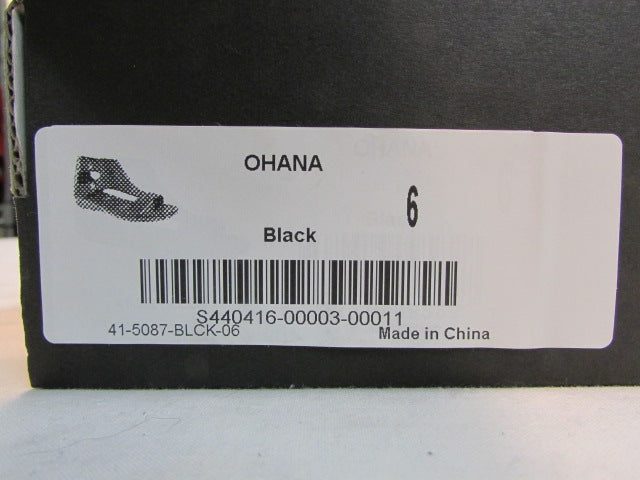 OHANA
6
Black
S440416-00003-00011
41-5087-BLCK-06
Made in China